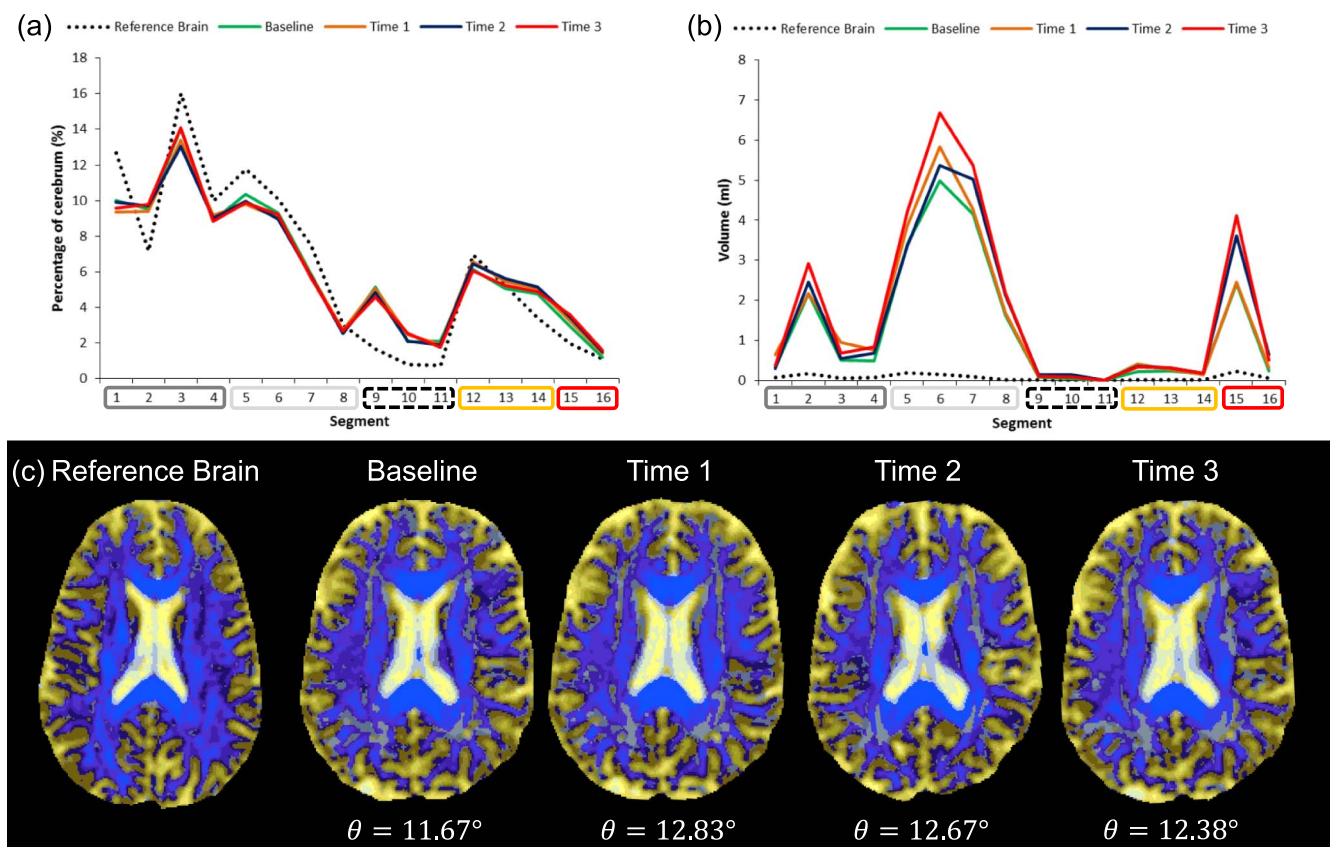 (a)
Reference Brain Baseline Time 1 Time 2 Time 3
18
16
14
12
10
8
6
4
2
0
Percentage of cerebrum (%)
1 2 3 4 5 6 7 8 9 10 11 12 13 14 15 16
Segment
(b)
Reference Brain Baseline Time 1 Time 2 Time 3
8
7
6
5
4
3
2
1
0
Volume (ml)
1 2 3 4 5 6 7 8 9 10 11 12 13 14 15 16
Segment
(c) Reference Brain Baseline Time 1 Time 2 Time 3
θ = 11.67° θ = 12.83° θ = 12.67° θ = 12.38°